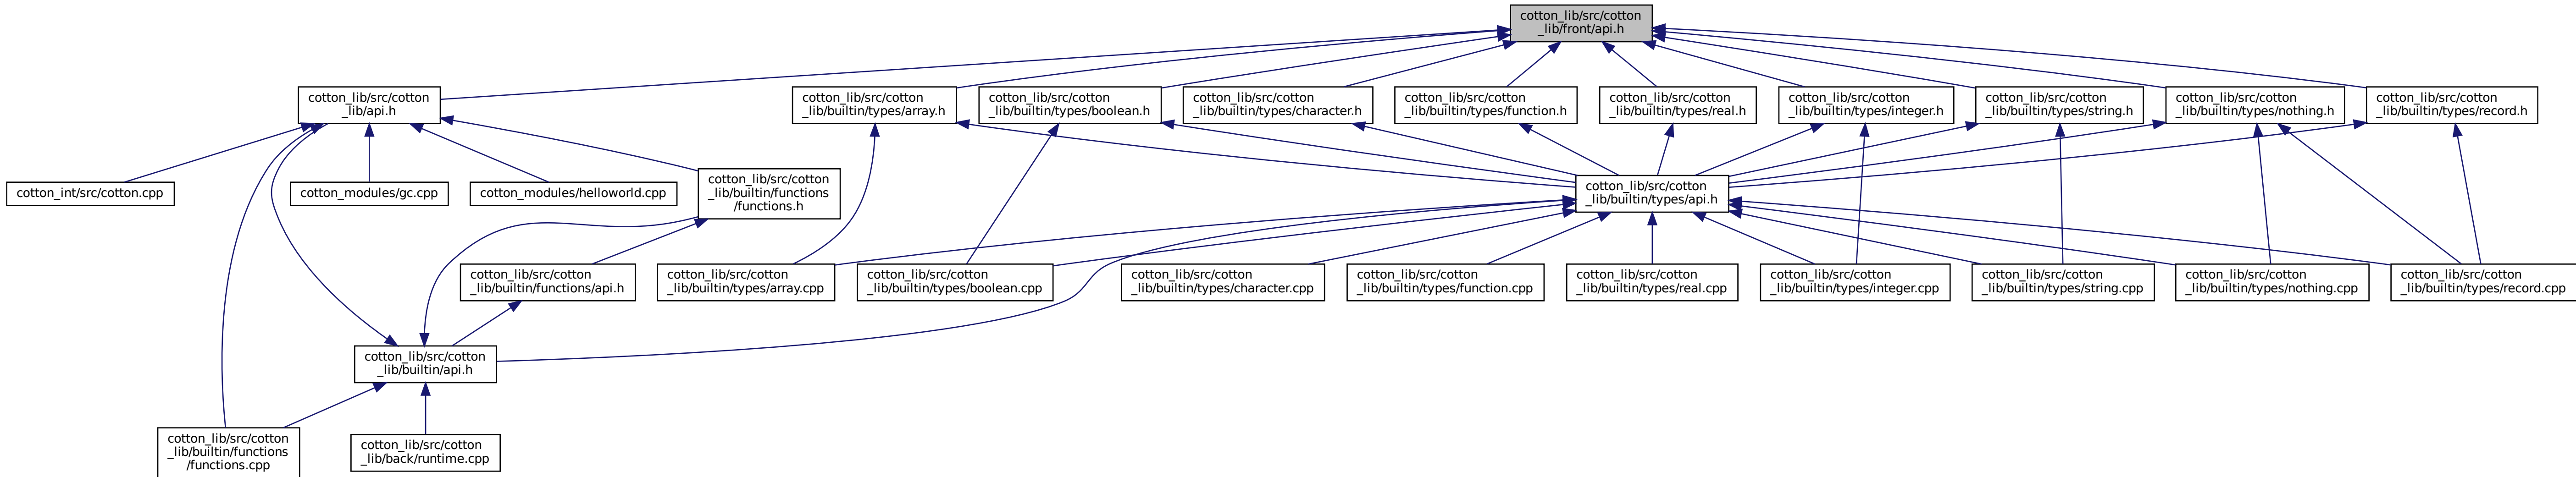 cotton_lib/src/cotton
_lib/front/api.h
cotton_lib/src/cotton
_lib/api.h
cotton_lib/src/cotton
_lib/builtin/types/array.h
cotton_lib/src/cotton
_lib/builtin/types/boolean.h
cotton_lib/src/cotton
_lib/builtin/types/character.h
cotton_lib/src/cotton
_lib/builtin/types/function.h
cotton_lib/src/cotton
_lib/builtin/types/real.h
cotton_lib/src/cotton
_lib/builtin/types/integer.h
cotton_lib/src/cotton
_lib/builtin/types/string.h
cotton_lib/src/cotton
_lib/builtin/types/nothing.h
cotton_lib/src/cotton
_lib/builtin/types/record.h
cotton_int/src/cotton.cpp
cotton_modules/gc.cpp
cotton_modules/helloworld.cpp
cotton_lib/src/cotton
_lib/builtin/functions
/functions.h
cotton_lib/src/cotton
_lib/builtin/types/api.h
cotton_lib/src/cotton
_lib/builtin/functions/api.h
cotton_lib/src/cotton
_lib/builtin/types/array.cpp
cotton_lib/src/cotton
_lib/builtin/types/boolean.cpp
cotton_lib/src/cotton
_lib/builtin/types/character.cpp
cotton_lib/src/cotton
_lib/builtin/types/function.cpp
cotton_lib/src/cotton
_lib/builtin/types/real.cpp
cotton_lib/src/cotton
_lib/builtin/types/integer.cpp
cotton_lib/src/cotton
_lib/builtin/types/string.cpp
cotton_lib/src/cotton
_lib/builtin/types/nothing.cpp
cotton_lib/src/cotton
_lib/builtin/types/record.cpp
cotton_lib/src/cotton
_lib/builtin/api.h
cotton_lib/src/cotton
_lib/builtin/functions
/functions.cpp
cotton_lib/src/cotton
_lib/back/runtime.cpp